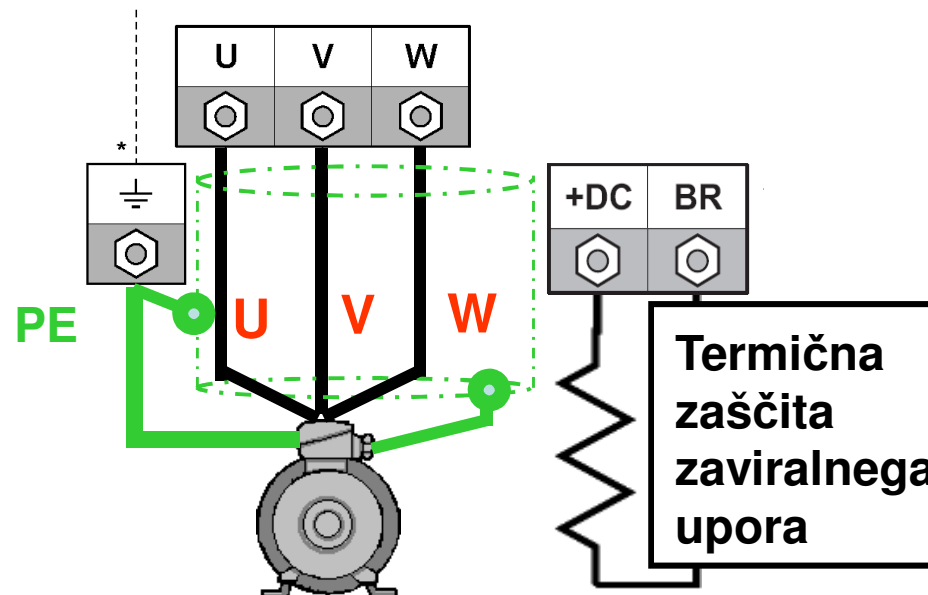 U V W
*
+DC BR
PE
U V W
Termična
zaščita
zaviralnega
upora